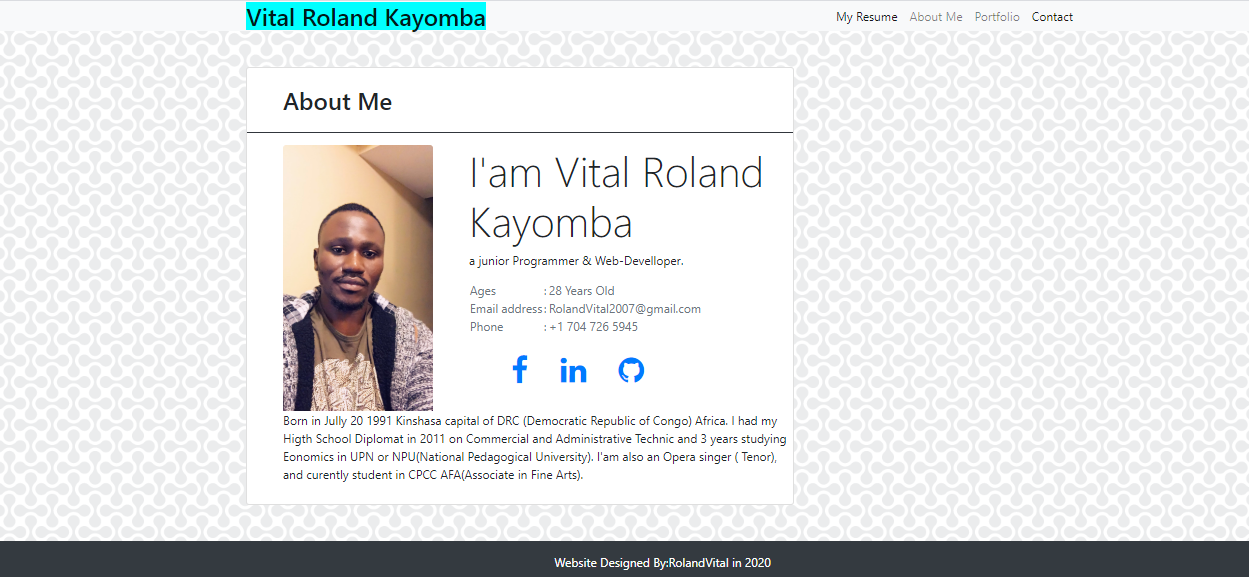 Vital Roland Kayomba
My Resume About Me Portfolio Contact
About Me
I'am Vital Roland
Kayomba
a junior Programmer & Web-Develloper.
Ages : 28 Years Old
Email address : RolandVital2007@gmail.com
Phone : +1 704 726 5945
Born in Jully 20 1991 Kinshasa capital of DRC (Democratic Republic of Congo) Africa. I had my
Higth School Diplomat in 2011 on Commercial and Administrative Technic and 3 years studying
Eonomics in UPN or NPU(National Pedagogical University). I'am also an Opera singer ( Tenor),
and curently student in CPCC AFA(Associate in Fine Arts).
Website Designed By:RolandVital in 2020